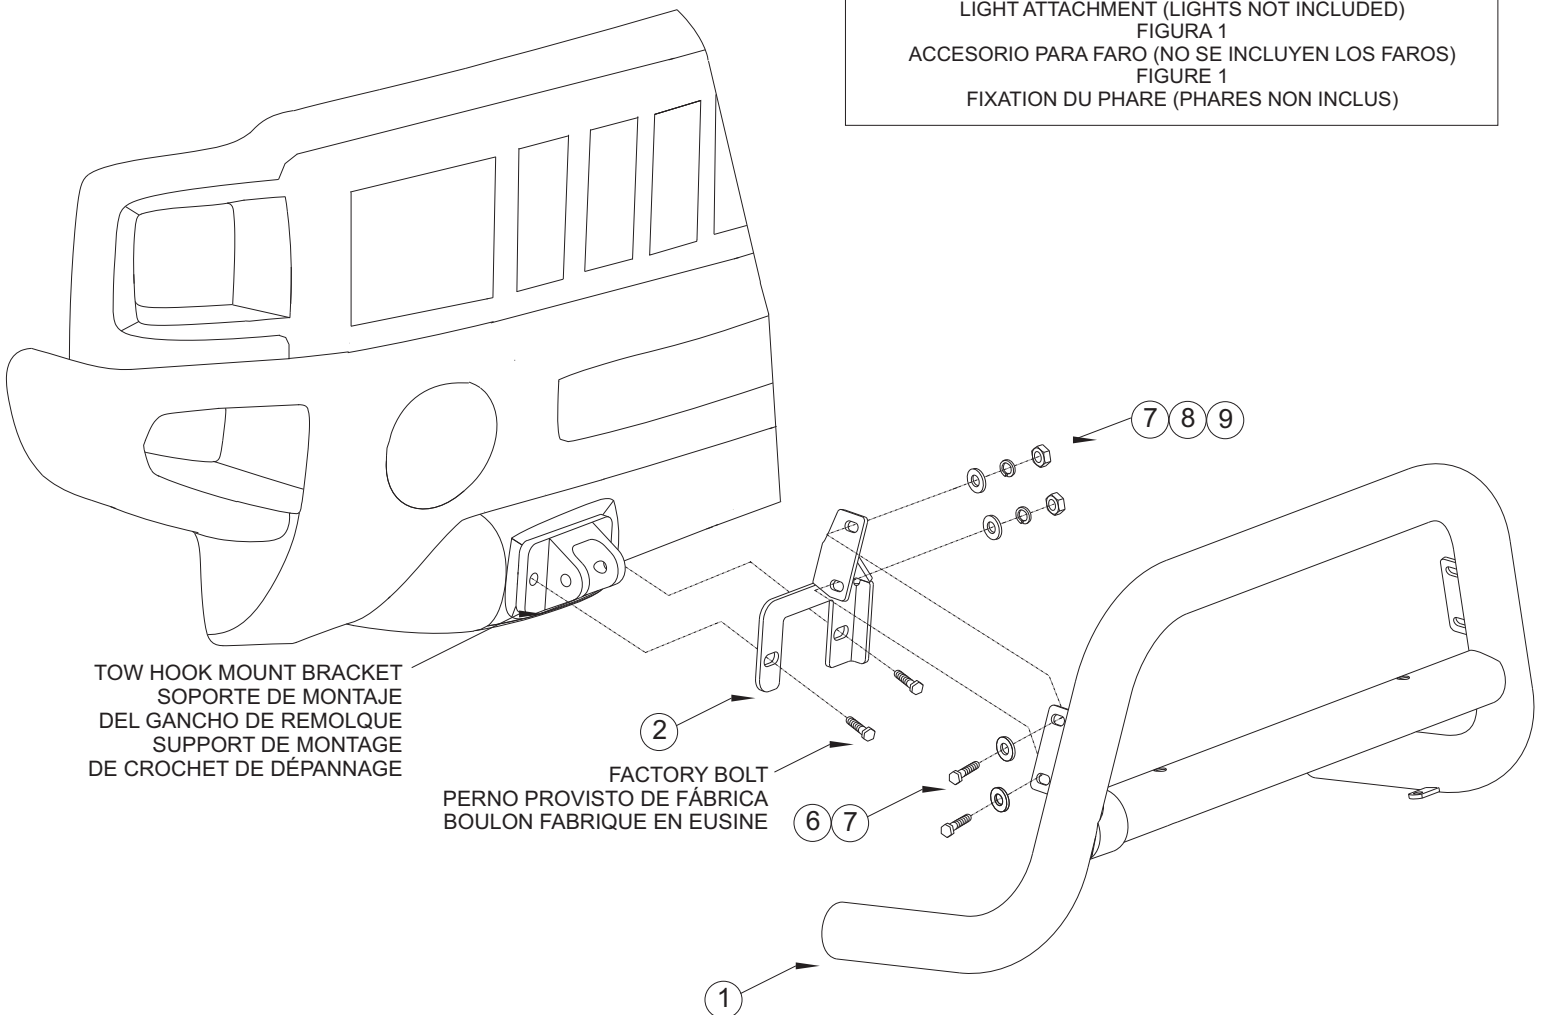 LIGHT ATTACHMENT (LIGHTS NOT INCLUDED)
FIGURA 1
ACCESORIO PARA FARO (NO SE INCLUYEN LOS FAROS)
FIGURE 1
FIXATION DU PHARE (PHARES NON INCLUS)
7 8 9
TOW HOOK MOUNT BRACKET
SOPORTE DE MONTAJE
DEL GANCHO DE REMOLQUE
SUPPORT DE MONTAGE
DE CROCHET DE DÉPANNAGE
2
FACTORY BOLT
PERNO PROVISTO DE FÁBRICA
BOULON FABRIQUE EN EUSINE
6 7
1